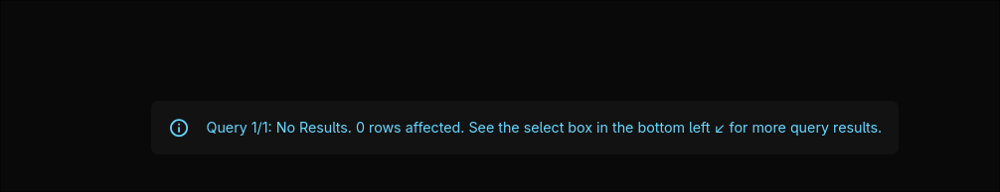 Query 1/1: No Results. 0 rows affected. See the select box in the bottom left ↙ for more query results.